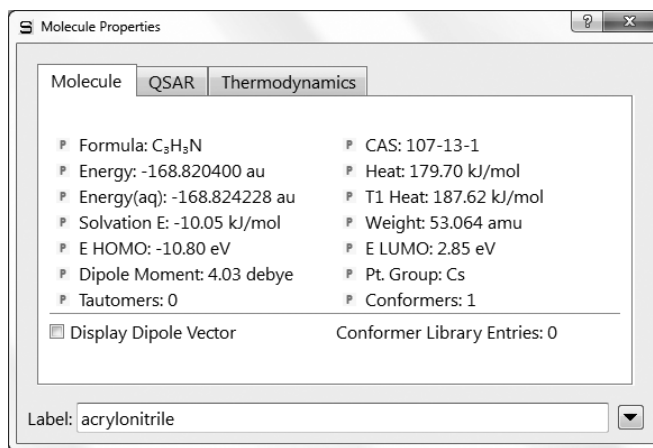 S Molecule Properties
? x
Molecule QSAR Thermodynamics
P Formula: C₃H₃N
P CAS: 107-13-1
P Energy: -168.820400 au
P Heat: 179.70 kJ/mol
P Energy(aq): -168.824228 au
P T1 Heat: 187.62 kJ/mol
P Solvation E: -10.05 kJ/mol
P Weight: 53.064 amu
P E HOMO: -10.80 eV
P E LUMO: 2.85 eV
P Dipole Moment: 4.03 debye
P Pt. Group: Cs
P Tautomers: 0
P Conformers: 1
Display Dipole Vector
Conformer Library Entries: 0
Label: acrylonitrile